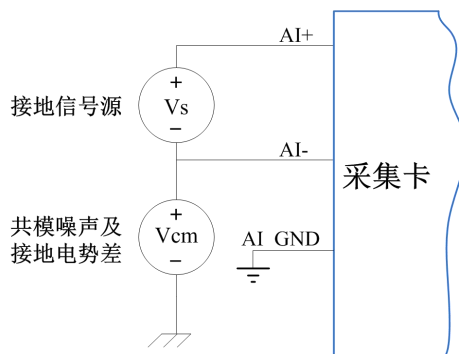 AI+
+
接地信号源
Vs
−
AI-
采集卡
共模噪声及
接地电势差
+
Vcm
−
AI GND